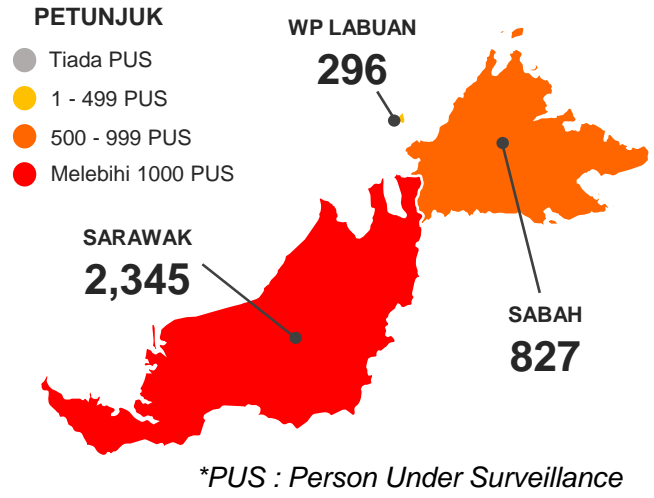 PETUNJUK
Tiada PUS
1 - 499 PUS
500 - 999 PUS
Melebihi 1000 PUS
WP LABUAN
296
SARAWAK
2,345
SABAH
827
*PUS : Person Under Surveillance